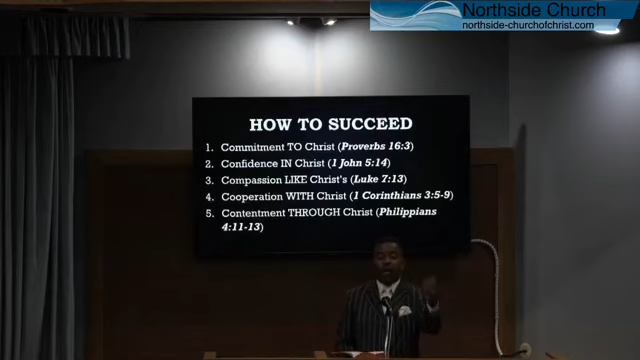 Northside Church
northside-churchofchrist.com
HOW TO SUCCEED
1. Commitment TO Christ (Proverbs 16:3)
2. Confidence IN Christ (1 John 5:14)
3. Compassion LIKE Christ's (Luke 7:13)
4. Cooperation WITH Christ (1 Corinthians 3:5-9)
5. Contentment THROUGH Christ (Philippians
4:11-13)